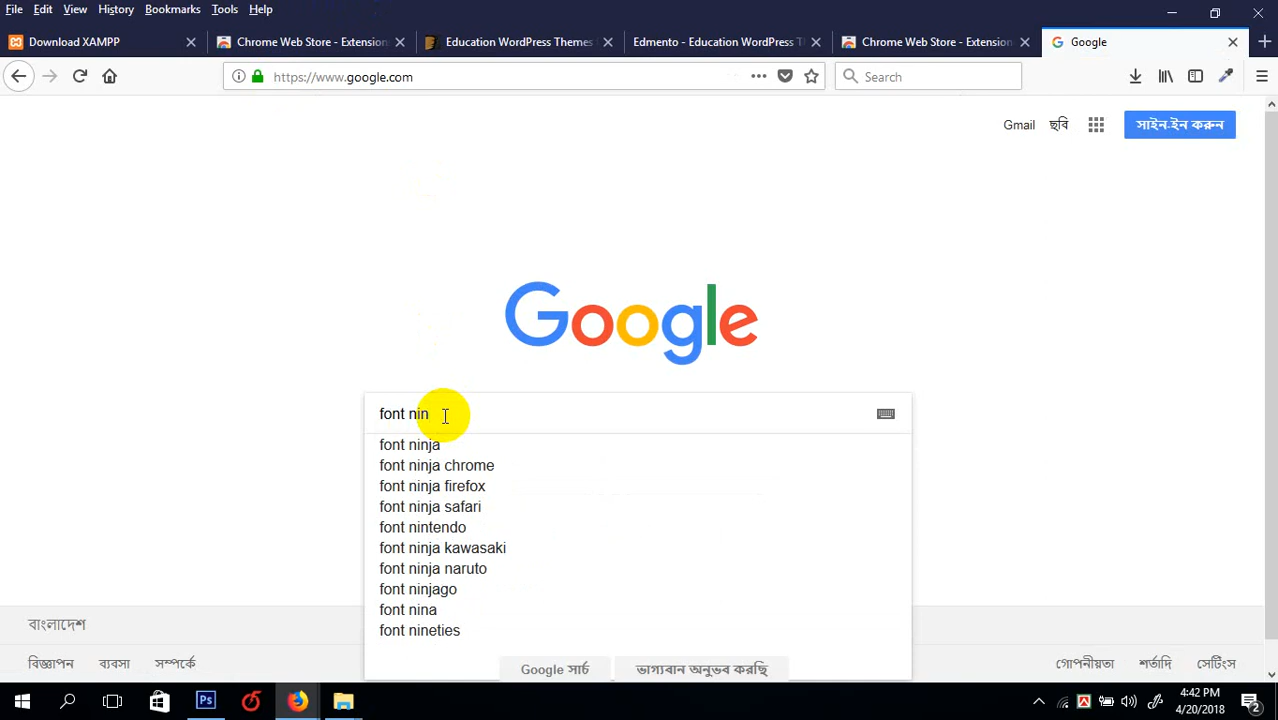 File Edit View History Bookmarks Tools Help
Download XAMPP
Chrome Web Store - Extension
Education WordPress Themes
Edmento - Education WordPress T
Chrome Web Store - Extension
Google
https://www.google.com
Search
Gmail ছবি সাইন-ইন করুন
Google
font nin
font ninja
font ninja chrome
font ninja firefox
font ninja safari
font nintendo
font ninja kawasaki
font ninja naruto
font ninjago
font nina
font nineties
Google সার্চ ভাগ্যবান অনুভব করছি
বাংলাদেশ
বিজ্ঞাপন ব্যবসা সম্পর্কে গোপনীয়তা শর্তাদি সেটিংস
Ps
4:42 PM
4/20/2018
2